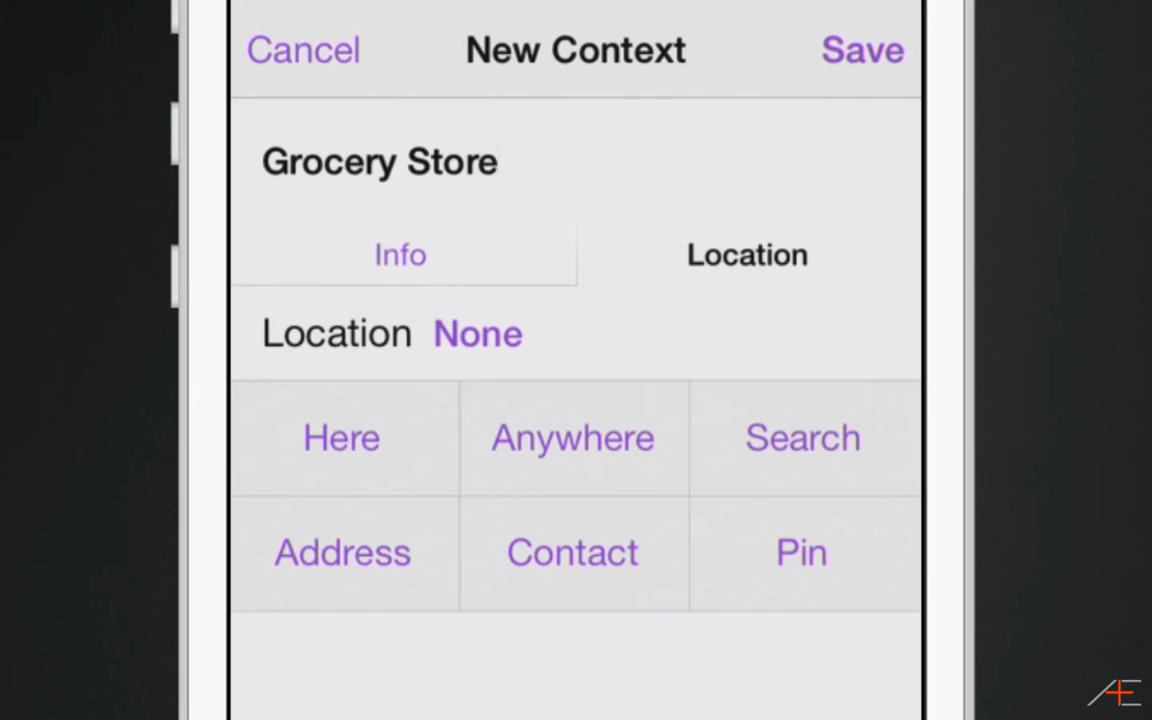 Cancel New Context Save
Grocery Store
Info Location
Location None
Here Anywhere Search
Address Contact Pin